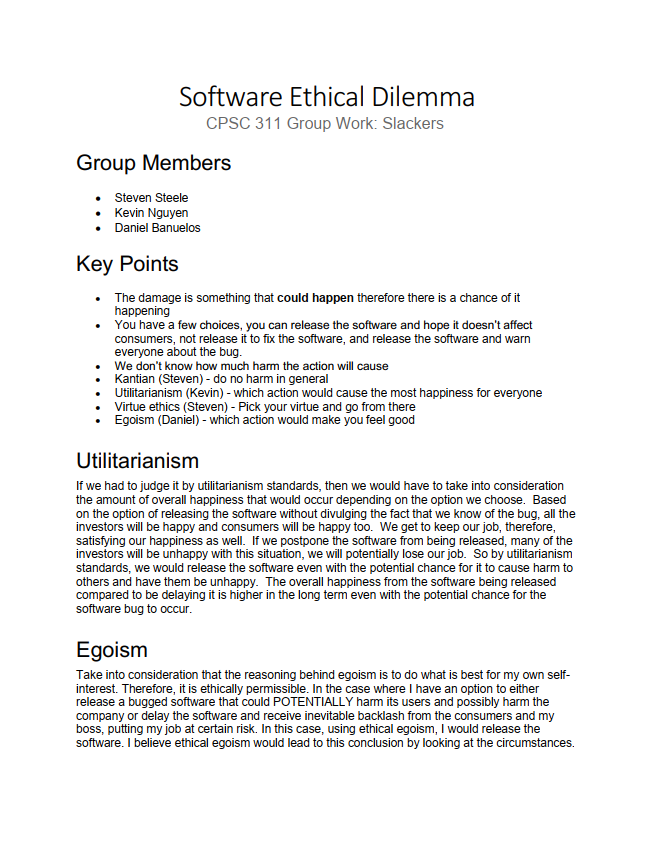 Software Ethical Dilemma
CPSC 311 Group Work: Slackers
Group Members
• Steven Steele
• Kevin Nguyen
• Daniel Banuelos
Key Points
• The damage is something that could happen therefore there is a chance of it
happening
• You have a few choices, you can release the software and hope it doesn't affect
consumers, not release it to fix the software, and release the software and warn
everyone about the bug.
• We don't know how much harm the action will cause
• Kantian (Steven) - do no harm in general
• Utilitarianism (Kevin) - which action would cause the most happiness for everyone
• Virtue ethics (Steven) - Pick your virtue and go from there
• Egoism (Daniel) - which action would make you feel good
Utilitarianism
If we had to judge it by utilitarianism standards, then we would have to take into consideration
the amount of overall happiness that would occur depending on the option we choose. Based
on the option of releasing the software without divulging the fact that we know of the bug, all the
investors will be happy and consumers will be happy too. We get to keep our job, therefore,
satisfying our happiness as well. If we postpone the software from being released, many of the
investors will be unhappy with this situation, we will potentially lose our job. So by utilitarianism
standards, we would release the software even with the potential chance for it to cause harm to
others and have them be unhappy. The overall happiness from the software being released
compared to be delaying it is higher in the long term even with the potential chance for the
software bug to occur.
Egoism
Take into consideration that the reasoning behind egoism is to do what is best for my own self-
interest. Therefore, it is ethically permissible. In the case where I have an option to either
release a bugged software that could POTENTIALLY harm its users and possibly harm the
company or delay the software and receive inevitable backlash from the consumers and my
boss, putting my job at certain risk. In this case, using ethical egoism, I would release the
software. I believe ethical egoism would lead to this conclusion by looking at the circumstances.